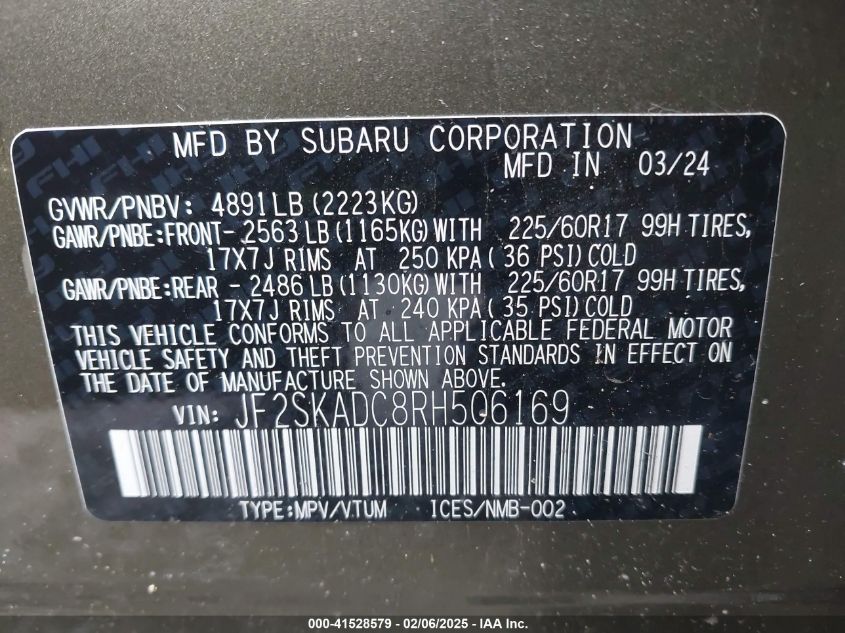 MFD BY SUBARU CORPORATION
MFD IN 03/24
GVWR/PNBV: 4891LB (2223KG)
GAWR/PNBE:FRONT-2563 LB (1165KG) WITH 225/60R17 99H TIRES,
17X7J RIMS AT 250 KPA ( 36 PSI) COLD
GAWR/PNBE:REAR -2486 LB (1130KG) WITH 225/60R17 99H TIRES,
17X7J RIMS AT 240 KPA ( 35 PSI) COLD
THIS VEHICLE CONFORMS TO ALL APPLICABLE FEDERAL MOTOR
VEHICLE SAFETY AND THEFT PREVENTION STANDARDS IN EFFECT ON
THE DATE OF MANUFACTURE SHOWN ABOVE.
VIN: JF2SKADC8RH506169
TYPE:MPV/VTUM ICES/NMB-002
000-41528579 - 02/06/2025 - IAA Inc.